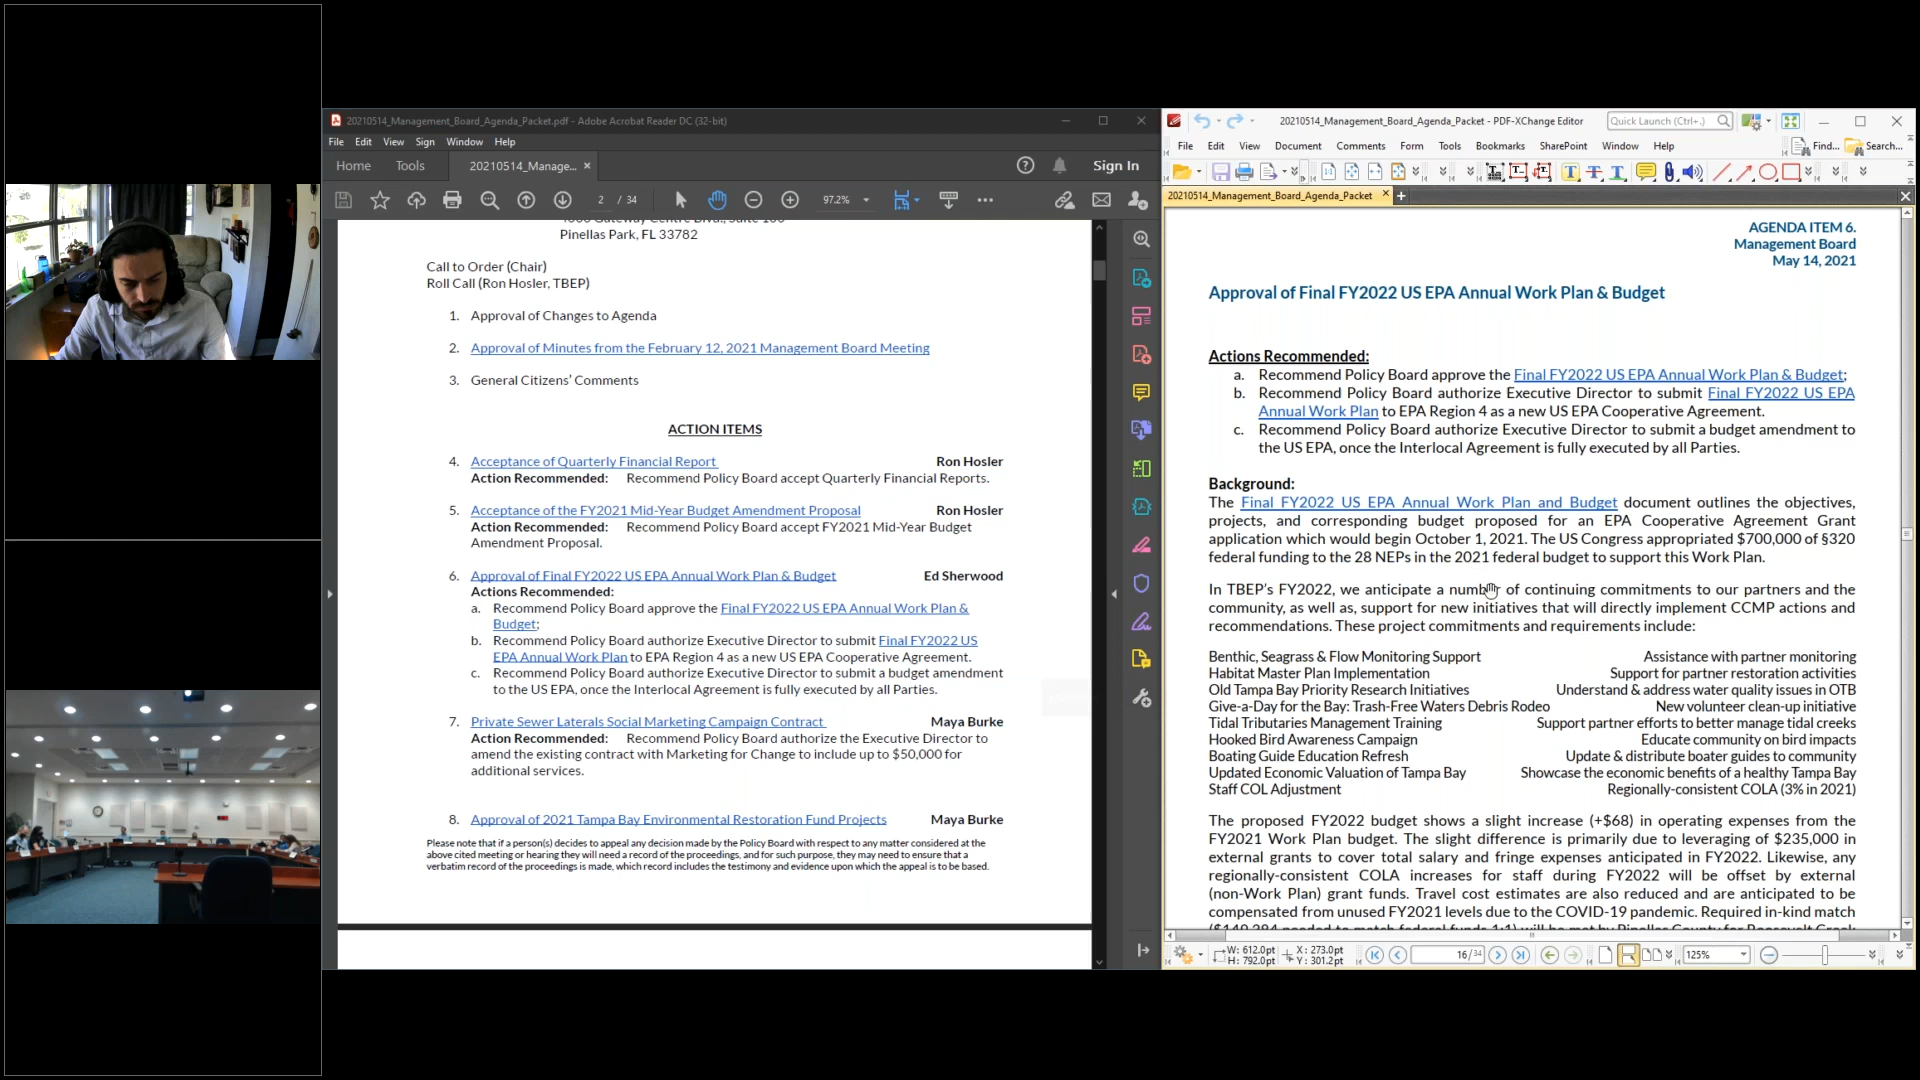 20210514_Management_Board_Agenda_Packet.pdf - Adobe Acrobat Reader DC (32-bit)
File Edit View Sign Window Help
Home Tools 20210514_Manage... × Sign In
2 / 34 97.2%
Pinellas Park, FL 33782
Call to Order (Chair)
Roll Call (Ron Hosler, TBEP)
1. Approval of Changes to Agenda
2. Approval of Minutes from the February 12, 2021 Management Board Meeting
3. General Citizens' Comments
ACTION ITEMS
4. Acceptance of Quarterly Financial Report Ron Hosler
Action Recommended: Recommend Policy Board accept Quarterly Financial Reports.
5. Acceptance of the FY2021 Mid-Year Budget Amendment Proposal Ron Hosler
Action Recommended: Recommend Policy Board accept FY2021 Mid-Year Budget
Amendment Proposal.
6. Approval of Final FY2022 US EPA Annual Work Plan & Budget Ed Sherwood
Actions Recommended:
a. Recommend Policy Board approve the Final FY2022 US EPA Annual Work Plan &
Budget;
b. Recommend Policy Board authorize Executive Director to submit Final FY2022 US
EPA Annual Work Plan to EPA Region 4 as a new US EPA Cooperative Agreement.
c. Recommend Policy Board authorize Executive Director to submit a budget amendment
to the US EPA, once the Interlocal Agreement is fully executed by all Parties.
7. Private Sewer Laterals Social Marketing Campaign Contract Maya Burke
Action Recommended: Recommend Policy Board authorize the Executive Director to
amend the existing contract with Marketing for Change to include up to $50,000 for
additional services.
8. Approval of 2021 Tampa Bay Environmental Restoration Fund Projects Maya Burke
Please note that if a person(s) decides to appeal any decision made by the Policy Board with respect to any matter considered at the
above cited meeting or hearing they will need a record of the proceedings, and for such purpose, they may need to ensure that a
verbatim record of the proceedings is made, which record includes the testimony and evidence upon which the appeal is to be based.
20210514_Management_Board_Agenda_Packet - PDF-XChange Editor Quick Launch (Ctrl+.)
File Edit View Document Comments Form Tools Bookmarks SharePoint Window Help Find... Search...
20210514_Management_Board_Agenda_Packet
AGENDA ITEM 6.
Management Board
May 14, 2021
Approval of Final FY2022 US EPA Annual Work Plan & Budget
Actions Recommended:
a. Recommend Policy Board approve the Final FY2022 US EPA Annual Work Plan & Budget;
b. Recommend Policy Board authorize Executive Director to submit Final FY2022 US EPA
Annual Work Plan to EPA Region 4 as a new US EPA Cooperative Agreement.
c. Recommend Policy Board authorize Executive Director to submit a budget amendment to
the US EPA, once the Interlocal Agreement is fully executed by all Parties.
Background:
The Final FY2022 US EPA Annual Work Plan and Budget document outlines the objectives,
projects, and corresponding budget proposed for an EPA Cooperative Agreement Grant
application which would begin October 1, 2021. The US Congress appropriated $700,000 of §320
federal funding to the 28 NEPs in the 2021 federal budget to support this Work Plan.
In TBEP's FY2022, we anticipate a number of continuing commitments to our partners and the
community, as well as, support for new initiatives that will directly implement CCMP actions and
recommendations. These project commitments and requirements include:
Benthic, Seagrass & Flow Monitoring Support Assistance with partner monitoring
Habitat Master Plan Implementation Support for partner restoration activities
Old Tampa Bay Priority Research Initiatives Understand & address water quality issues in OTB
Give-a-Day for the Bay: Trash-Free Waters Debris Rodeo New volunteer clean-up initiative
Tidal Tributaries Management Training Support partner efforts to better manage tidal creeks
Hooked Bird Awareness Campaign Educate community on bird impacts
Boating Guide Education Refresh Update & distribute boater guides to community
Updated Economic Valuation of Tampa Bay Showcase the economic benefits of a healthy Tampa Bay
Staff COL Adjustment Regionally-consistent COLA (3% in 2021)
The proposed FY2022 budget shows a slight increase (+$68) in operating expenses from the
FY2021 Work Plan budget. The slight difference is primarily due to leveraging of $235,000 in
external grants to cover total salary and fringe expenses anticipated in FY2022. Likewise, any
regionally-consistent COLA increases for staff during FY2022 will be offset by external
(non-Work Plan) grant funds. Travel cost estimates are also reduced and are anticipated to be
compensated from unused FY2021 levels due to the COVID-19 pandemic. Required in-kind match
W: 612.0pt X: 273.0pt
H: 792.0pt Y: 301.2pt
16/34 125%